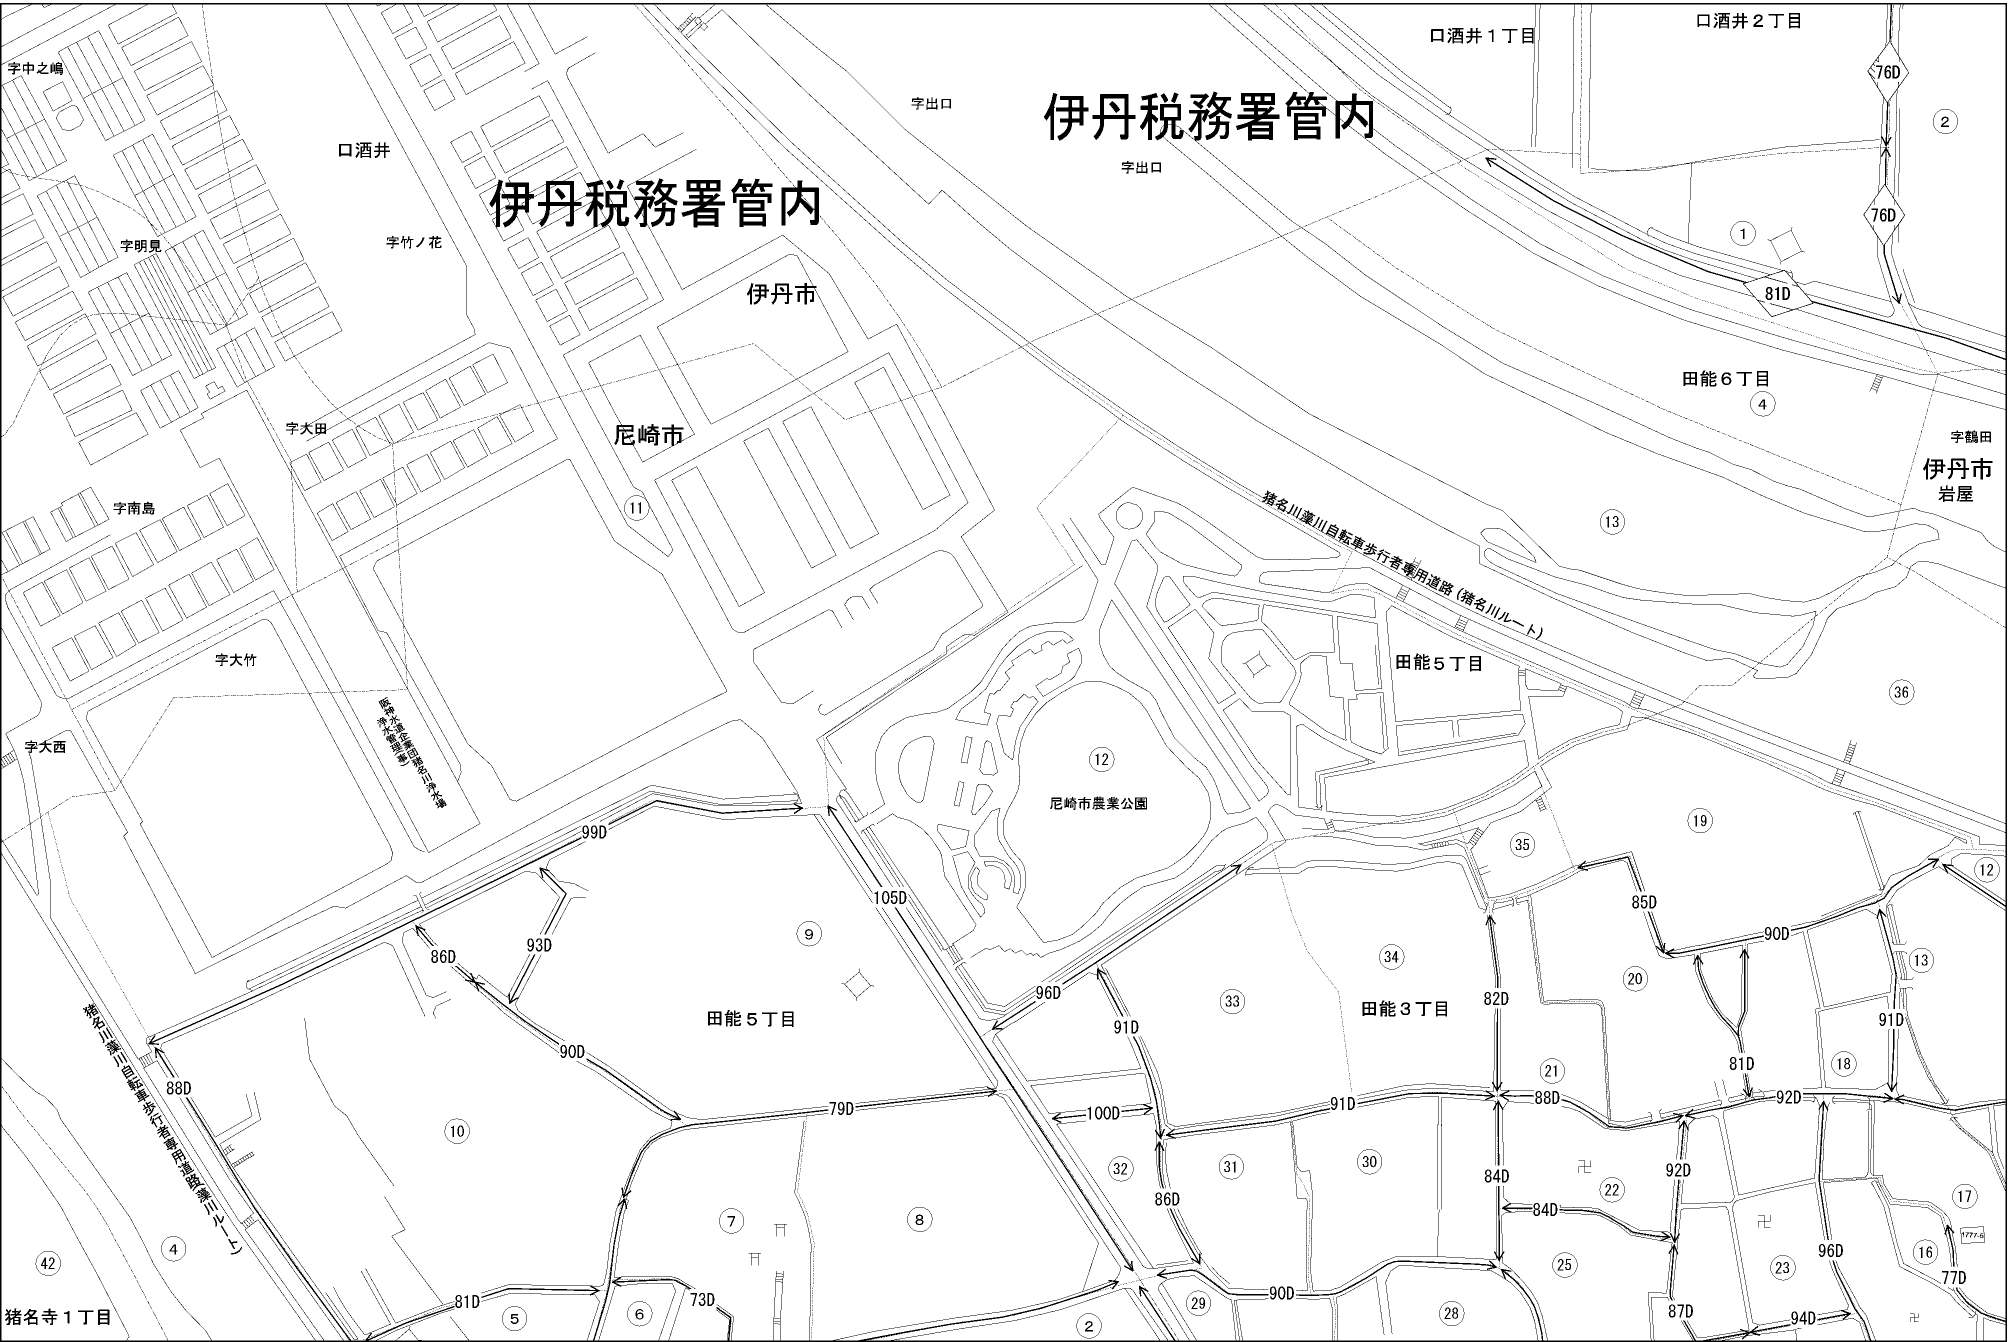 口酒井１丁目
口酒井２丁目
字中之嶋
76D
字出口
伊丹税務署管内
2
口酒井
字出口
伊丹税務署管内
76D
字明見
字竹ノ花
1
伊丹市
81D
田能６丁目
4
字大田
尼崎市
字鶴田
伊丹市
岩屋
字南島
11
猪名川藻川自転車歩行者専用道路(猪名川ルート)
13
字大竹
田能５丁目
36
阪神水道企業団猪名川浄水場
浄水管理(事)
字大西
12
尼崎市農業公園
99D
19
35
12
105D
85D
9
90D
93D
86D
34
13
20
96D
33
82D
田能３丁目
田能５丁目
91D
91D
猪名川藻川自転車歩行者専用道路(藻川ルート)
90D
81D
18
21
88D
79D
100D
91D
88D
92D
10
32
31
30
84D
92D
22
17
86D
84D
7
8
1777-6
4
96D
16
42
25
23
77D
81D
73D
90D
29
28
87D
94D
猪名寺１丁目
5
6
2